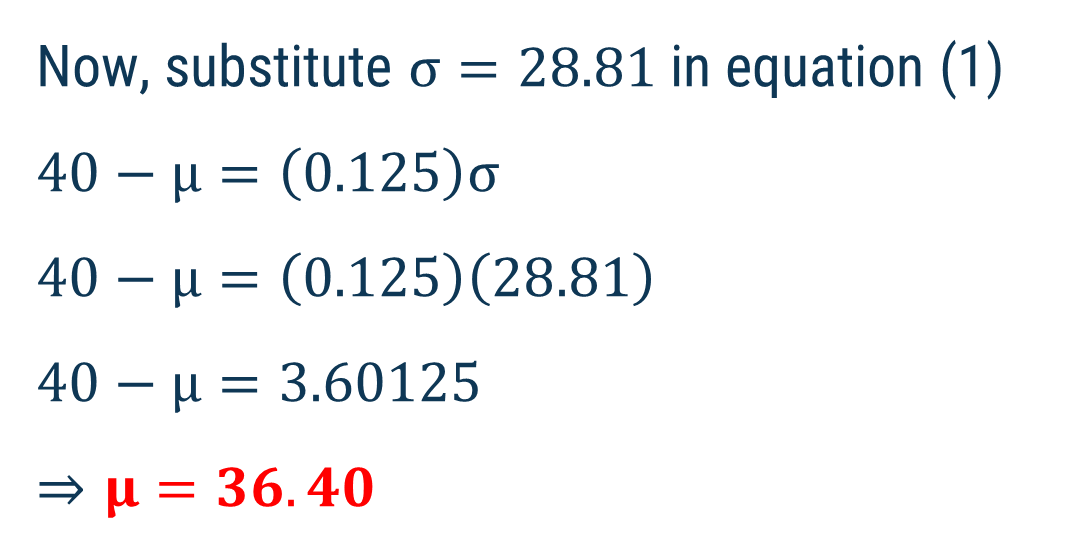 Now, substitute σ = 28.81 in equation (1)
40 − μ = (0.125)σ
40 − μ = (0.125)(28.81)
40 − μ = 3.60125
⇒ μ = 36.40